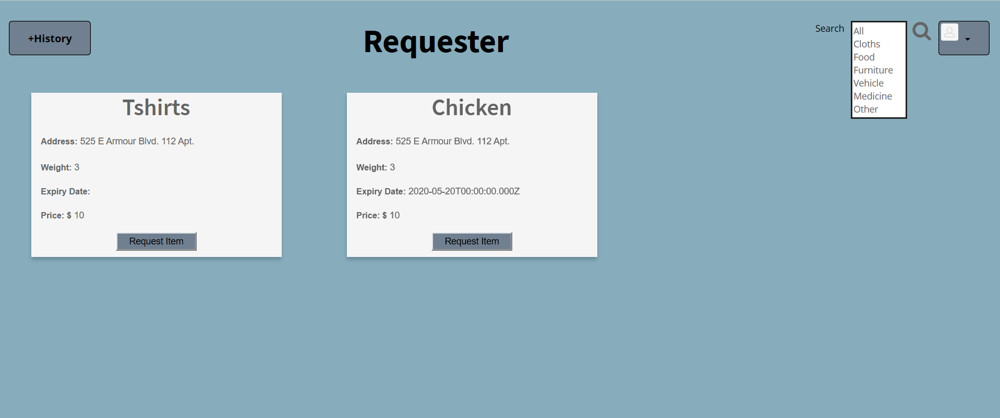 +History
Requester
Search
All
Cloths
Food
Furniture
Vehicle
Medicine
Other
Tshirts
Address: 525 E Armour Blvd. 112 Apt.
Weight: 3
Expiry Date:
Price: $ 10
Request Item
Chicken
Address: 525 E Armour Blvd. 112 Apt.
Weight: 3
Expiry Date: 2020-05-20T00:00:00.000Z
Price: $ 10
Request Item